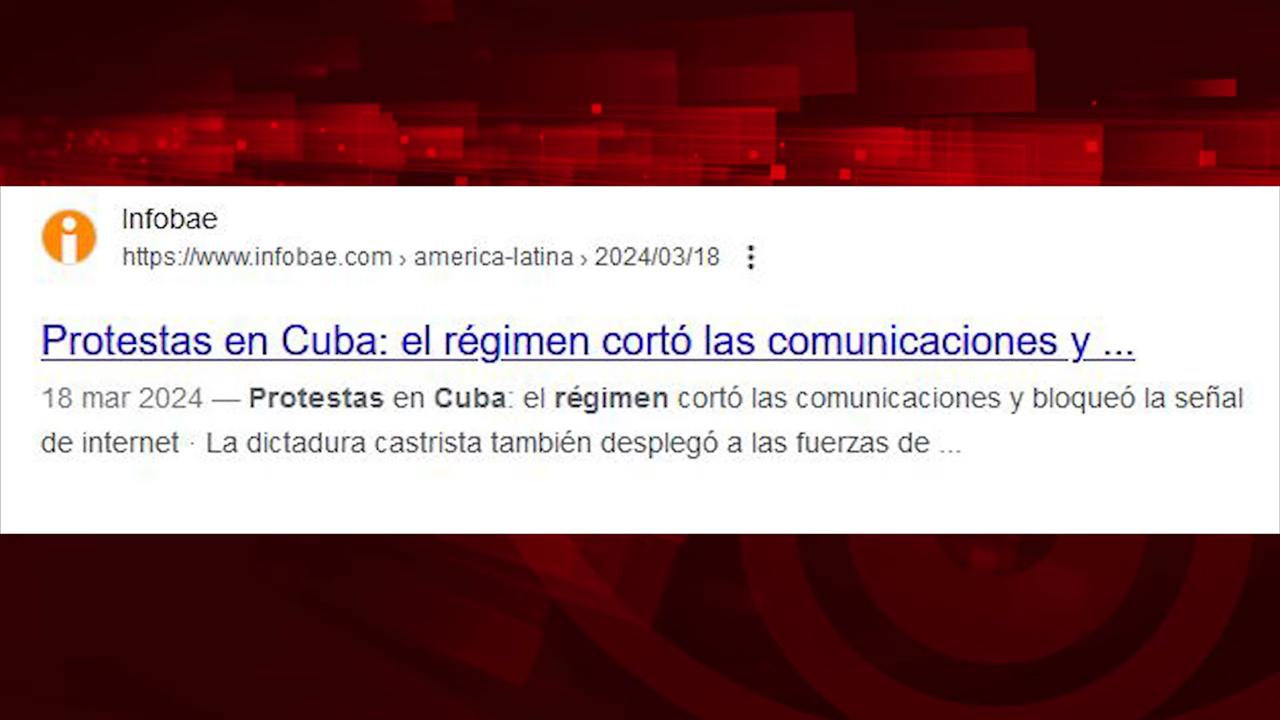 Infobae
https://www.infobae.com › america-latina › 2024/03/18
Protestas en Cuba: el régimen cortó las comunicaciones y ...
18 mar 2024 — Protestas en Cuba: el régimen cortó las comunicaciones y bloqueó la señal
de internet · La dictadura castrista también desplegó a las fuerzas de ...